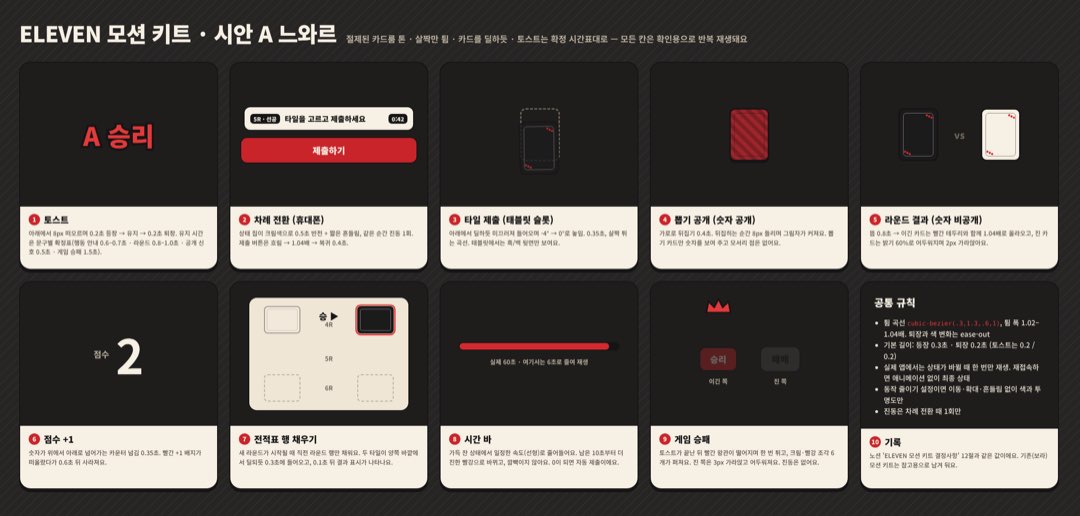 ELEVEN 모션 키트 · 시안 A 느와르
절제된 카드룸 톤 · 살짝만 튐 · 카드를 딜하듯 · 토스트는 확정 시간표대로 — 모든 칸은 확인용으로 반복 재생돼요
A 승리
1 토스트
아래에서 8px 떠오르며 0.2초 등장 → 유지 → 0.2초 퇴장. 유지 시간
은 문구별 확정표(행동 안내 0.6~0.7초 · 라운드 0.8~1.0초 · 공개 신
호 0.5초 · 게임 승패 1.5초).
5R · 선공 타일을 고르고 제출하세요 0:42
제출하기
2 차례 전환 (휴대폰)
상태 칩이 크림색으로 0.5초 반전 + 짧은 흔들림, 같은 순간 진동 1회.
제출 버튼은 흐림 → 1.04배 → 복귀 0.4초.
3 타일 제출 (태블릿 슬롯)
아래에서 딜하듯 미끄러져 들어오며 -4° → 0°로 놓임. 0.35초, 살짝 튀
는 곡선. 태블릿에서는 흑/백 뒷면만 보여요.
4 뽑기 공개 (숫자 공개)
가로로 뒤집기 0.4초. 뒤집히는 순간 8px 들리며 그림자가 커져요. 뽑
기 카드만 숫자를 보여 주고 모서리 점은 없어요.
VS
5 라운드 결과 (숫자 비공개)
뜸 0.8초 → 이긴 카드는 빨간 테두리와 함께 1.04배로 올라오고, 진 카
드는 밝기 60%로 어두워지며 2px 가라앉아요.
점수 2
6 점수 +1
숫자가 위에서 아래로 넘어가는 카운터 넘김 0.35초. 빨간 +1 배지가
떠올랐다가 0.6초 뒤 사라져요.
승 ▶
4R
5R
6R
7 전적표 행 채우기
새 라운드가 시작될 때 직전 라운드 행만 채워요. 두 타일이 양쪽 바깥에
서 딜되듯 0.3초에 들어오고, 0.1초 뒤 결과 표시가 나타나요.
실제 60초 · 여기서는 6초로 줄여 재생
8 시간 바
가득 찬 상태에서 일정한 속도(선형)로 줄어들어요. 남은 10초부터 더
진한 빨강으로 바뀌고, 깜빡이지 않아요. 0이 되면 자동 제출이에요.
승리 패배
이긴 쪽 진 쪽
9 게임 승패
토스트가 끝난 뒤 빨간 왕관이 떨어지며 한 번 튀고, 크림·빨강 조각 6
개가 퍼져요. 진 쪽은 3px 가라앉고 어두워져요. 진동은 없어요.
공통 규칙
• 튐 곡선 cubic-bezier(.3,1.3,.6,1), 튐 폭 1.02~
1.04배. 퇴장과 색 변화는 ease-out
• 기본 길이: 등장 0.3초 · 퇴장 0.2초 (토스트는 0.2 /
0.2)
• 실제 앱에서는 상태가 바뀔 때 한 번만 재생. 재접속하
면 애니메이션 없이 최종 상태
• 동작 줄이기 설정이면 이동·확대·흔들림 없이 색과 투
명도만
• 진동은 차례 전환 때 1회만
10 기록
노션 'ELEVEN 모션 키트 결정사항' 12절과 같은 값이에요. 기존(보라)
모션 키트는 참고용으로 남겨 둬요.